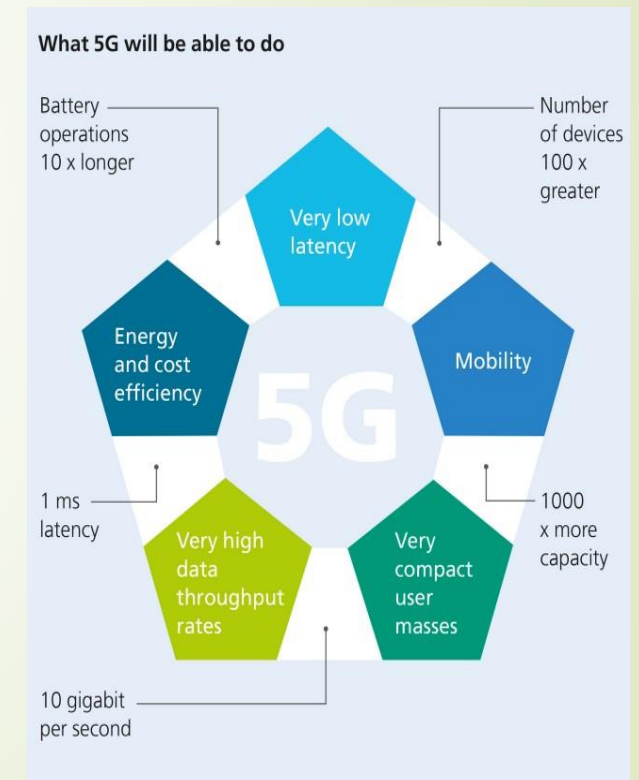 What 5G will be able to do
Battery
operations
10 x longer
Number
of devices
100 x
greater
Very low
latency
Energy
and cost
efficiency
Mobility
5G
1 ms
latency
1000
x more
capacity
Very high
data
throughput
rates
Very
compact
user
masses
10 gigabit
per second